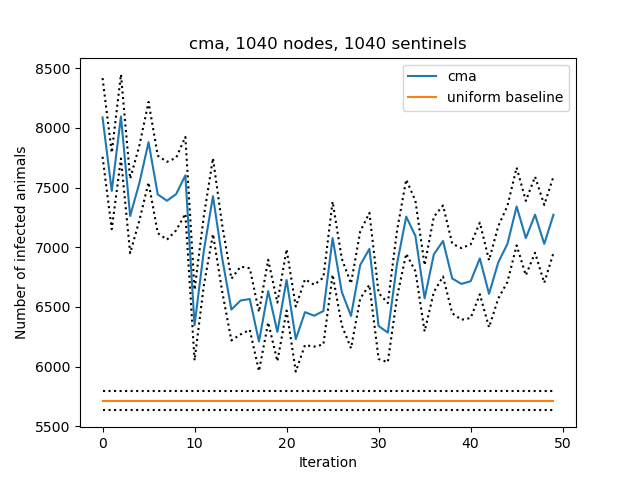 cma, 1040 nodes, 1040 sentinels
8500
8000
7500
7000
6500
6000
5500
Number of infected animals
cma
uniform baseline
0 10 20 30 40 50
Iteration